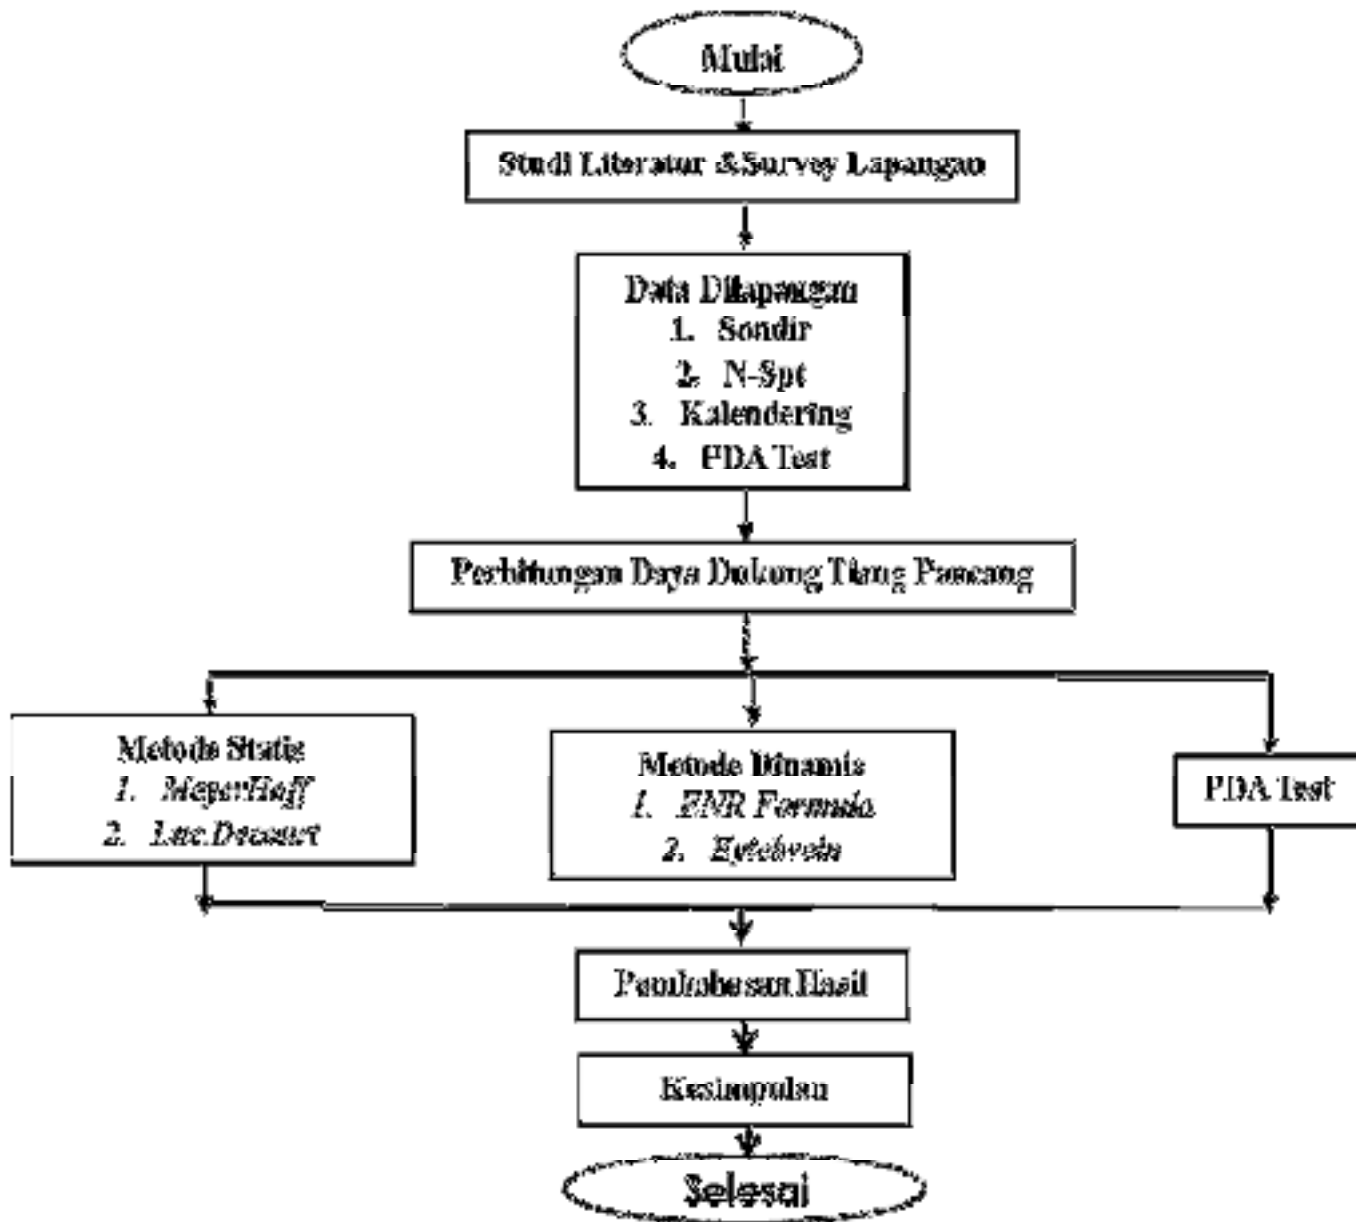 Mulai
Studi Literatur &Survey Lapangan
Data Dilapangan
1. Sondir
2. N-Spt
3. Kalendering
4. PDA Test
Perhitungan Daya Dukung Tiang Pancang
Metode Statis
1. MeyerHoff
2. Luc.Decourt
Metode Dinamis
1. ENR Formula
2.
PDA Test
Pembahasan Hasil
Kesimpulan
Selesai